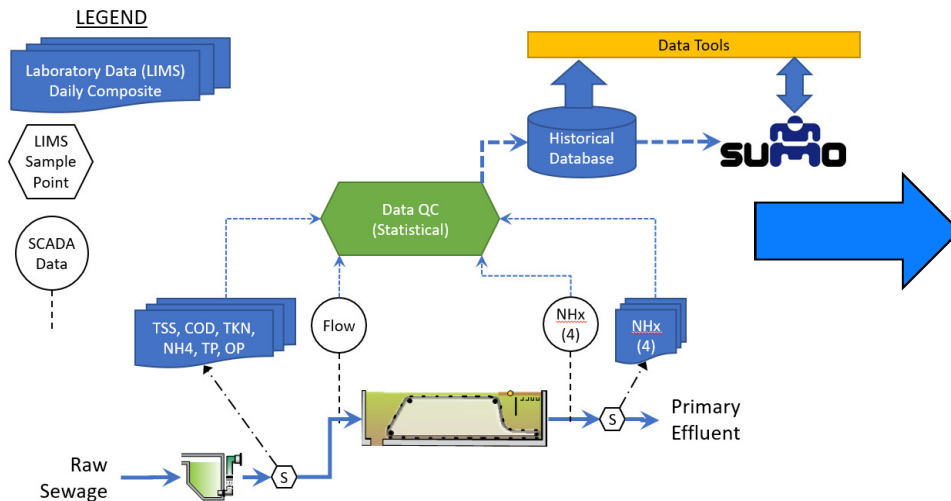 LEGEND
Laboratory Data (LIMS)
Daily Composite
LIMS
Sample
Point
SCADA
Data
Data Tools
Historical
Database
SUMO
Data QC
(Statistical)
TSS, COD, TKN,
NH4, TP, OP
Flow
NHx
(4)
NHx
(4)
Raw
Sewage
S
S
Primary
Effluent